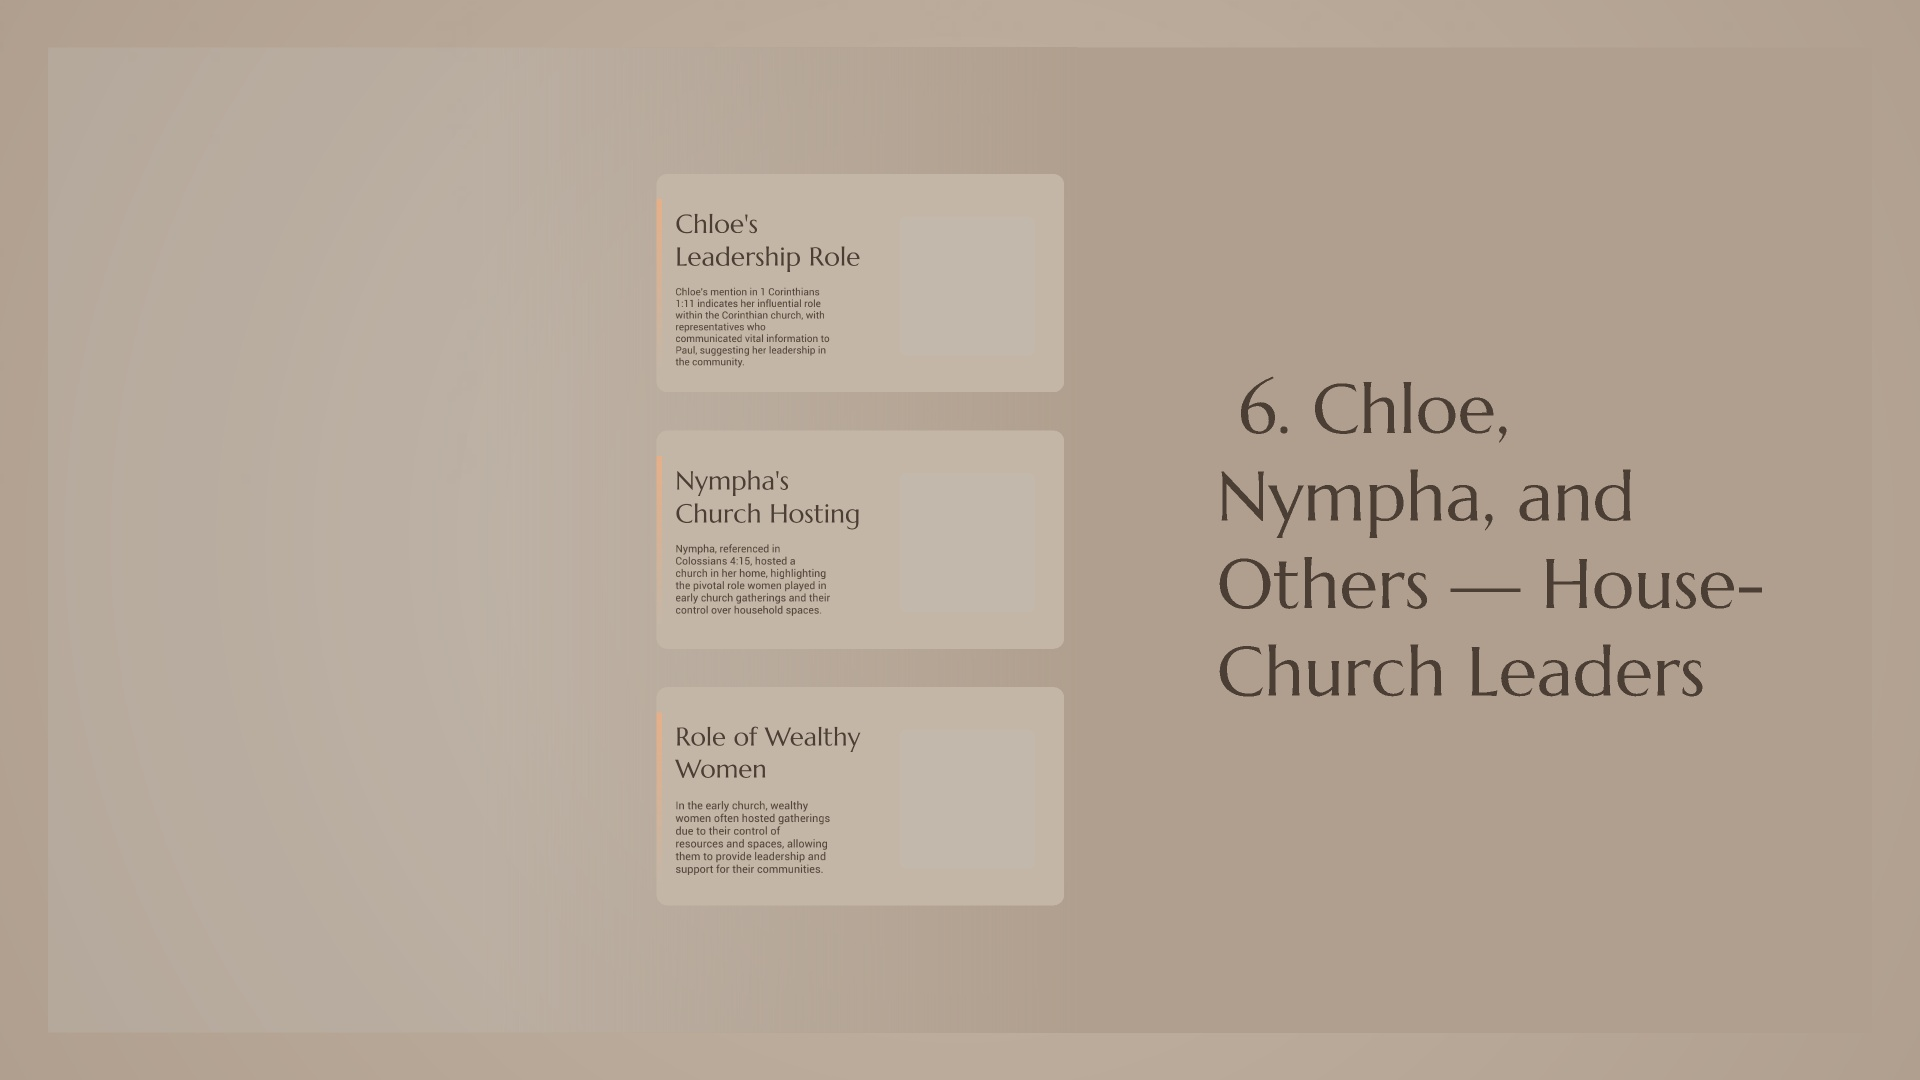 Chloe's
Leadership Role
Chloe's mention in 1 Corinthians
1:11 indicates her influential role
within the Corinthian church, with
representatives who
communicated vital information to
Paul, suggesting her leadership in
the community.
Nympha's
Church Hosting
Nympha, referenced in
Colossians 4:15, hosted a
church in her home, highlighting
the pivotal role women played in
early church gatherings and their
control over household spaces.
Role of Wealthy
Women
In the early church, wealthy
women often hosted gatherings
due to their control of
resources and spaces, allowing
them to provide leadership and
support for their communities.
6. Chloe,
Nympha, and
Others — House-
Church Leaders